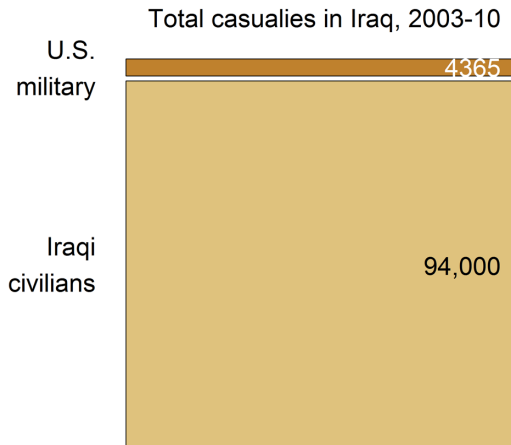 Total casualies in Iraq, 2003-10
U.S.
military
4365
Iraqi
civilians
94,000